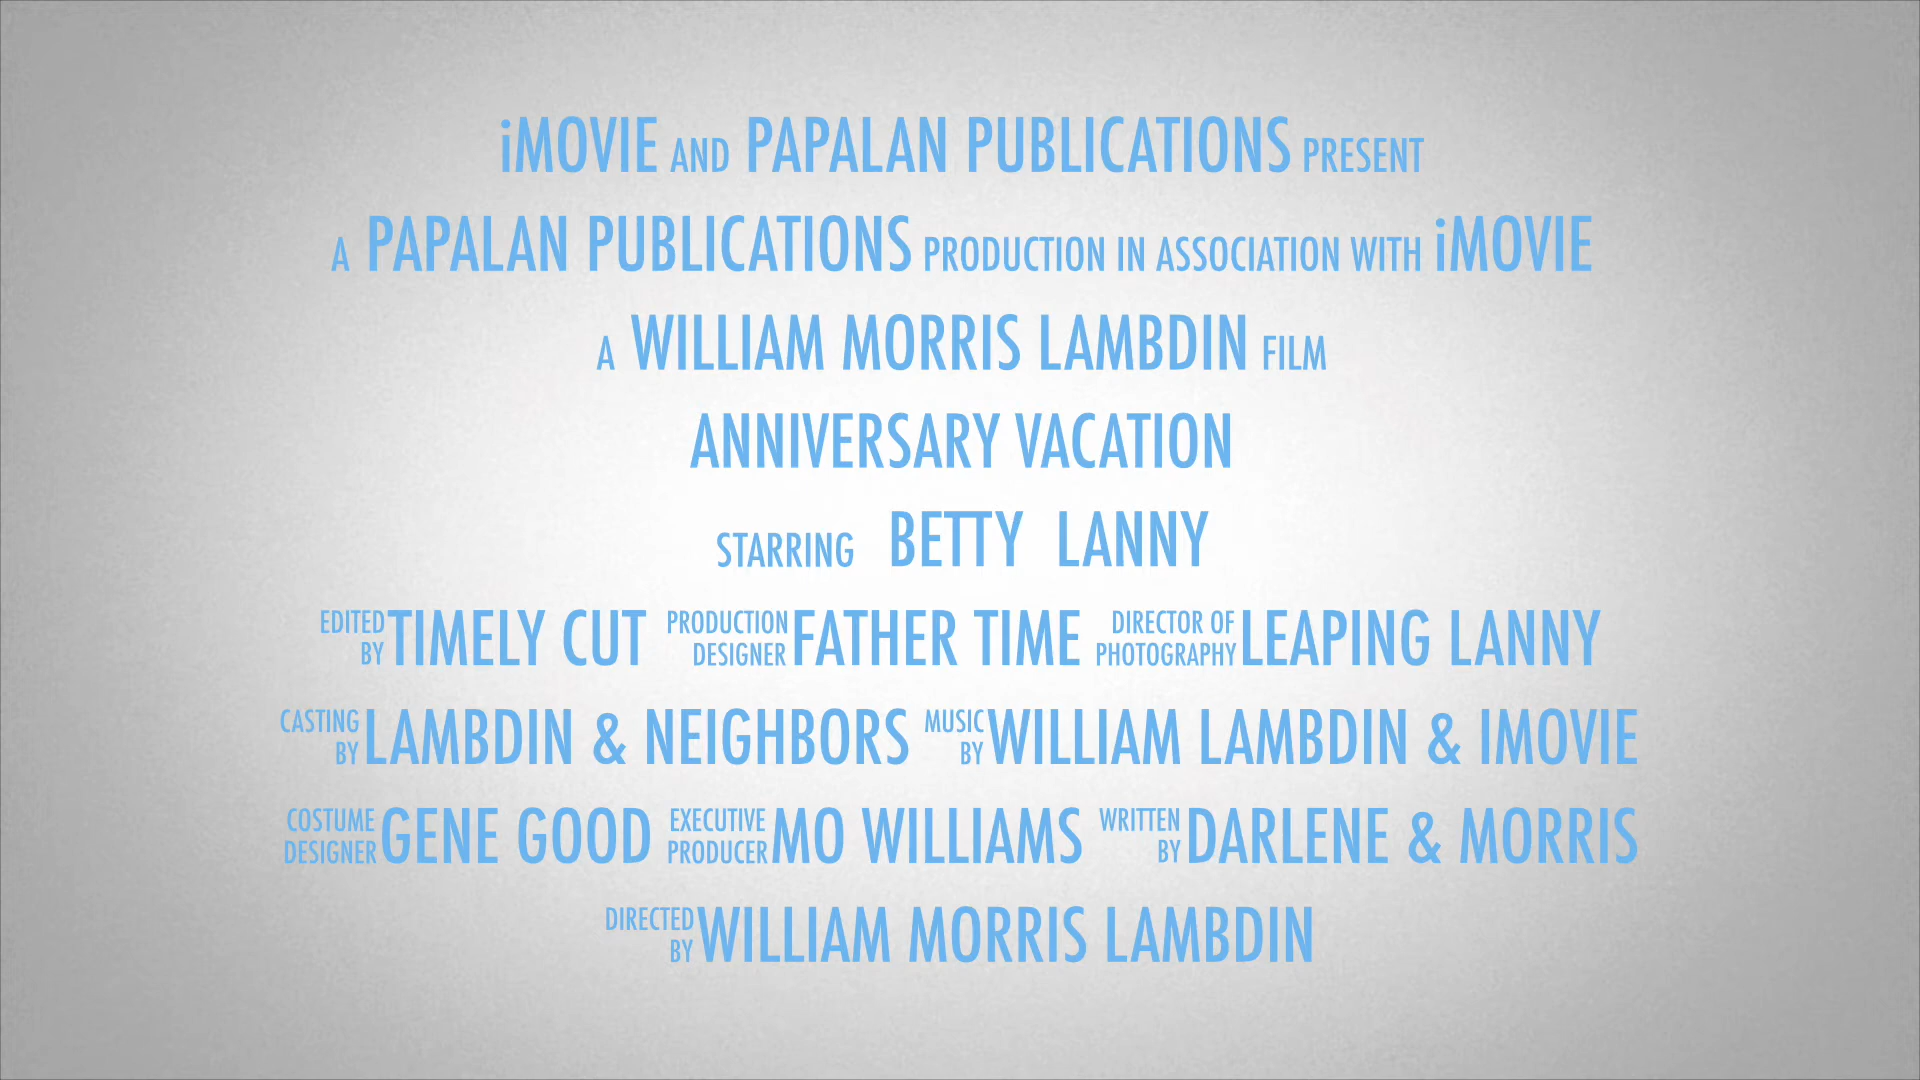 iMOVIE AND PAPALAN PUBLICATIONS PRESENT
A PAPALAN PUBLICATIONS PRODUCTION IN ASSOCIATION WITH iMOVIE
A WILLIAM MORRIS LAMBDIN FILM
ANNIVERSARY VACATION
STARRING BETTY LANNY
EDITED BY TIMELY CUT PRODUCTION DESIGNER FATHER TIME DIRECTOR OF PHOTOGRAPHY LEAPING LANNY
CASTING BY LAMBDIN & NEIGHBORS MUSIC BY WILLIAM LAMBDIN & IMOVIE
COSTUME DESIGNER GENE GOOD EXECUTIVE PRODUCER MO WILLIAMS WRITTEN BY DARLENE & MORRIS
DIRECTED BY WILLIAM MORRIS LAMBDIN